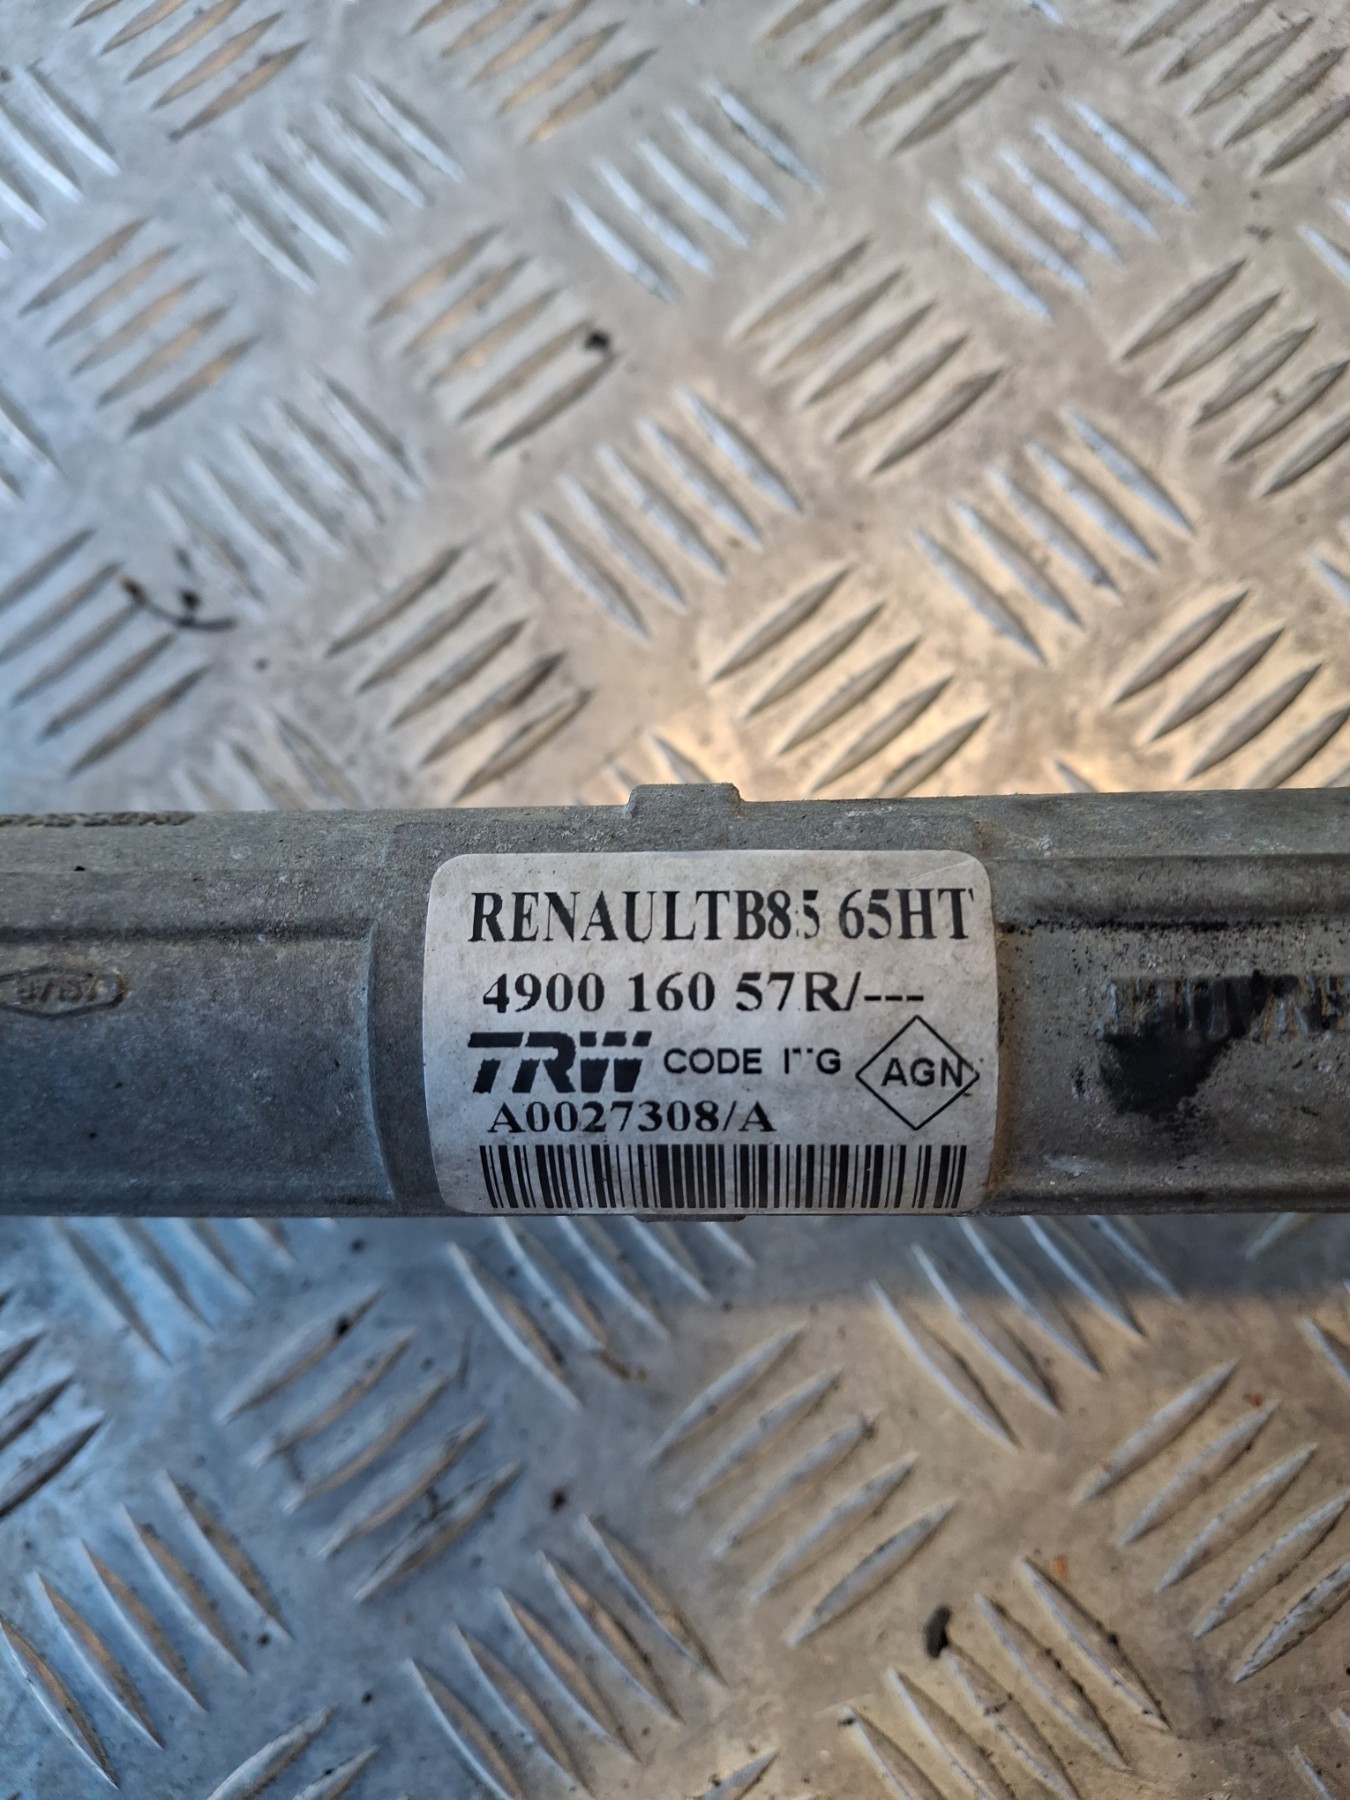 RENAULTB85 65HT
4900 160 57R/---
TRW CODE AGN
A0027308/A